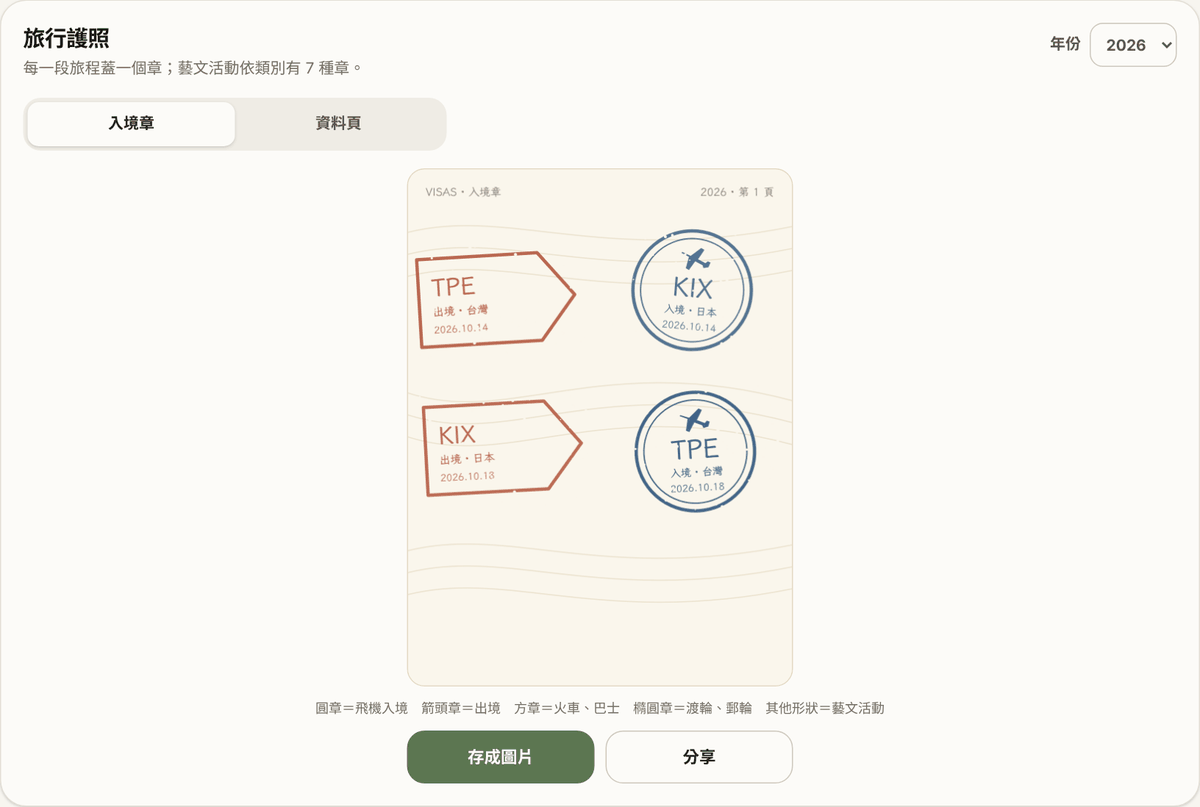 旅行護照
每一段旅程蓋一個章；藝文活動依類別有 7 種章。
年份 2026
入境章 資料頁
VISAS・入境章 2026・第 1 頁
TPE
出境・台灣
2026.10.14
KIX
入境・日本
2026.10.14
KIX
出境・日本
2026.10.18
TPE
入境・台灣
2026.10.18
圓章＝飛機入境 箭頭章＝出境 方章＝火車、巴士 橢圓章＝渡輪、郵輪 其他形狀＝藝文活動
存成圖片 分享